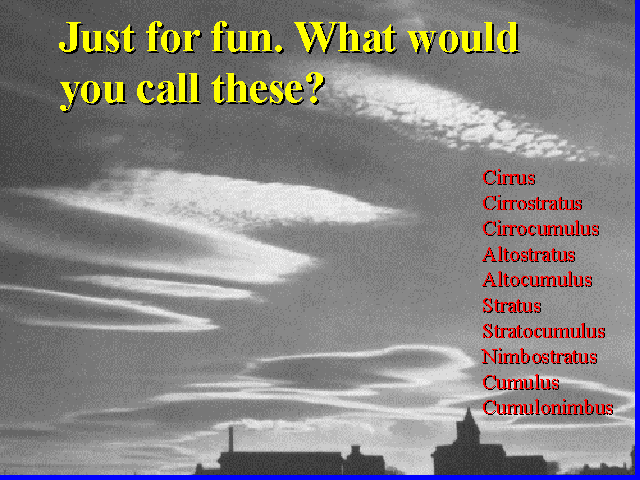 Just for fun. What would
you call these?
Cirrus
Cirrostratus
Cirrocumulus
Altostratus
Altocumulus
Stratus
Stratocumulus
Nimbostratus
Cumulus
Cumulonimbus